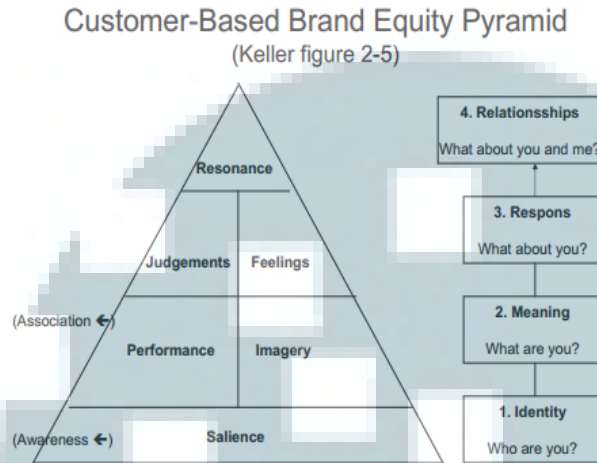 Customer-Based Brand Equity Pyramid
(Keller figure 2-5)
Resonance
Judgements
Feelings
(Association ←)
Performance
Imagery
(Awareness ←)
Salience
4. Relationsships
What about you and me?
3. Respons
What about you?
2. Meaning
What are you?
1. Identity
Who are you?